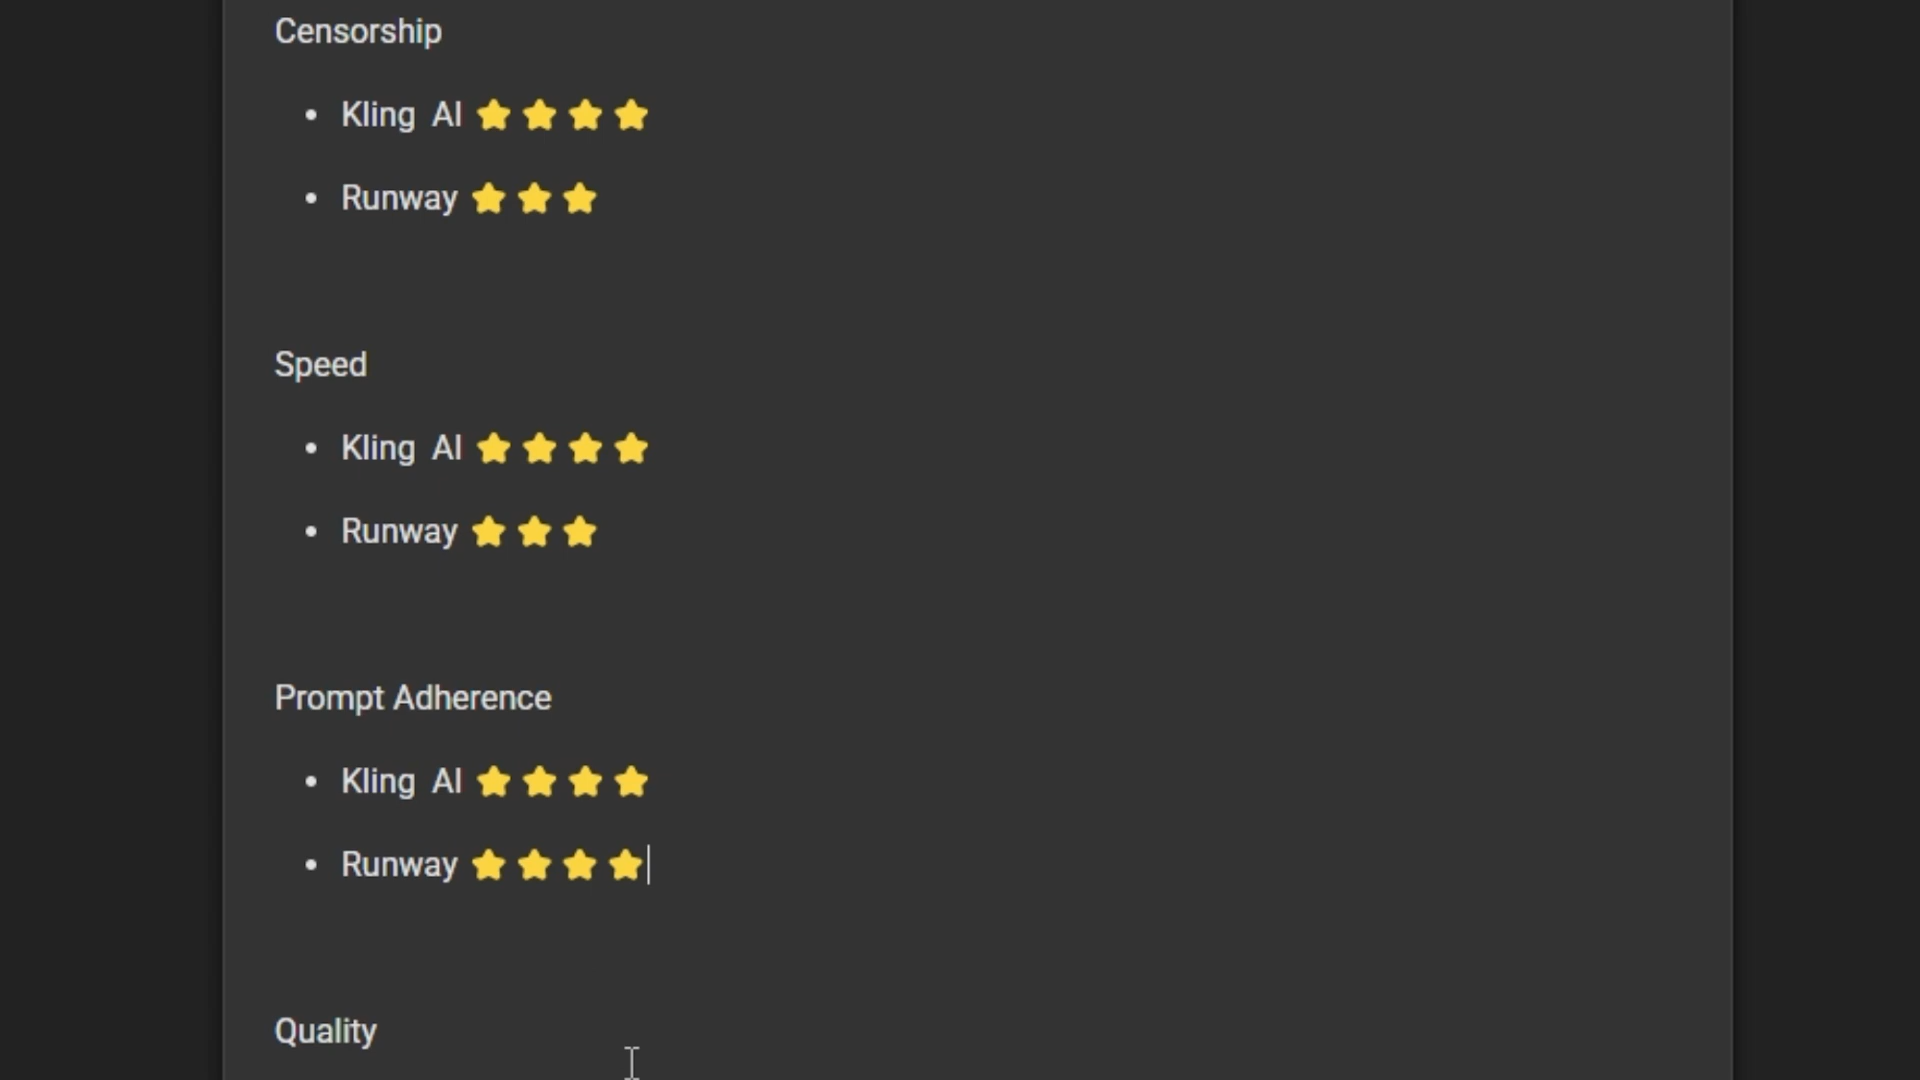 Censorship
• Kling  AI ⭐ ⭐ ⭐ ⭐
• Runway ⭐ ⭐ ⭐
Speed
• Kling  AI ⭐ ⭐ ⭐ ⭐
• Runway ⭐ ⭐ ⭐
Prompt Adherence
• Kling  AI ⭐ ⭐ ⭐ ⭐
• Runway ⭐ ⭐ ⭐ ⭐
Quality